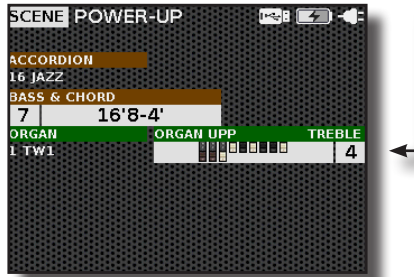 SCENE POWER-UP
ACCORDION
16 JAZZ
BASS & CHORD
7 16'8-4'
ORGAN ORGAN UPP TREBLE
1 TW1 4